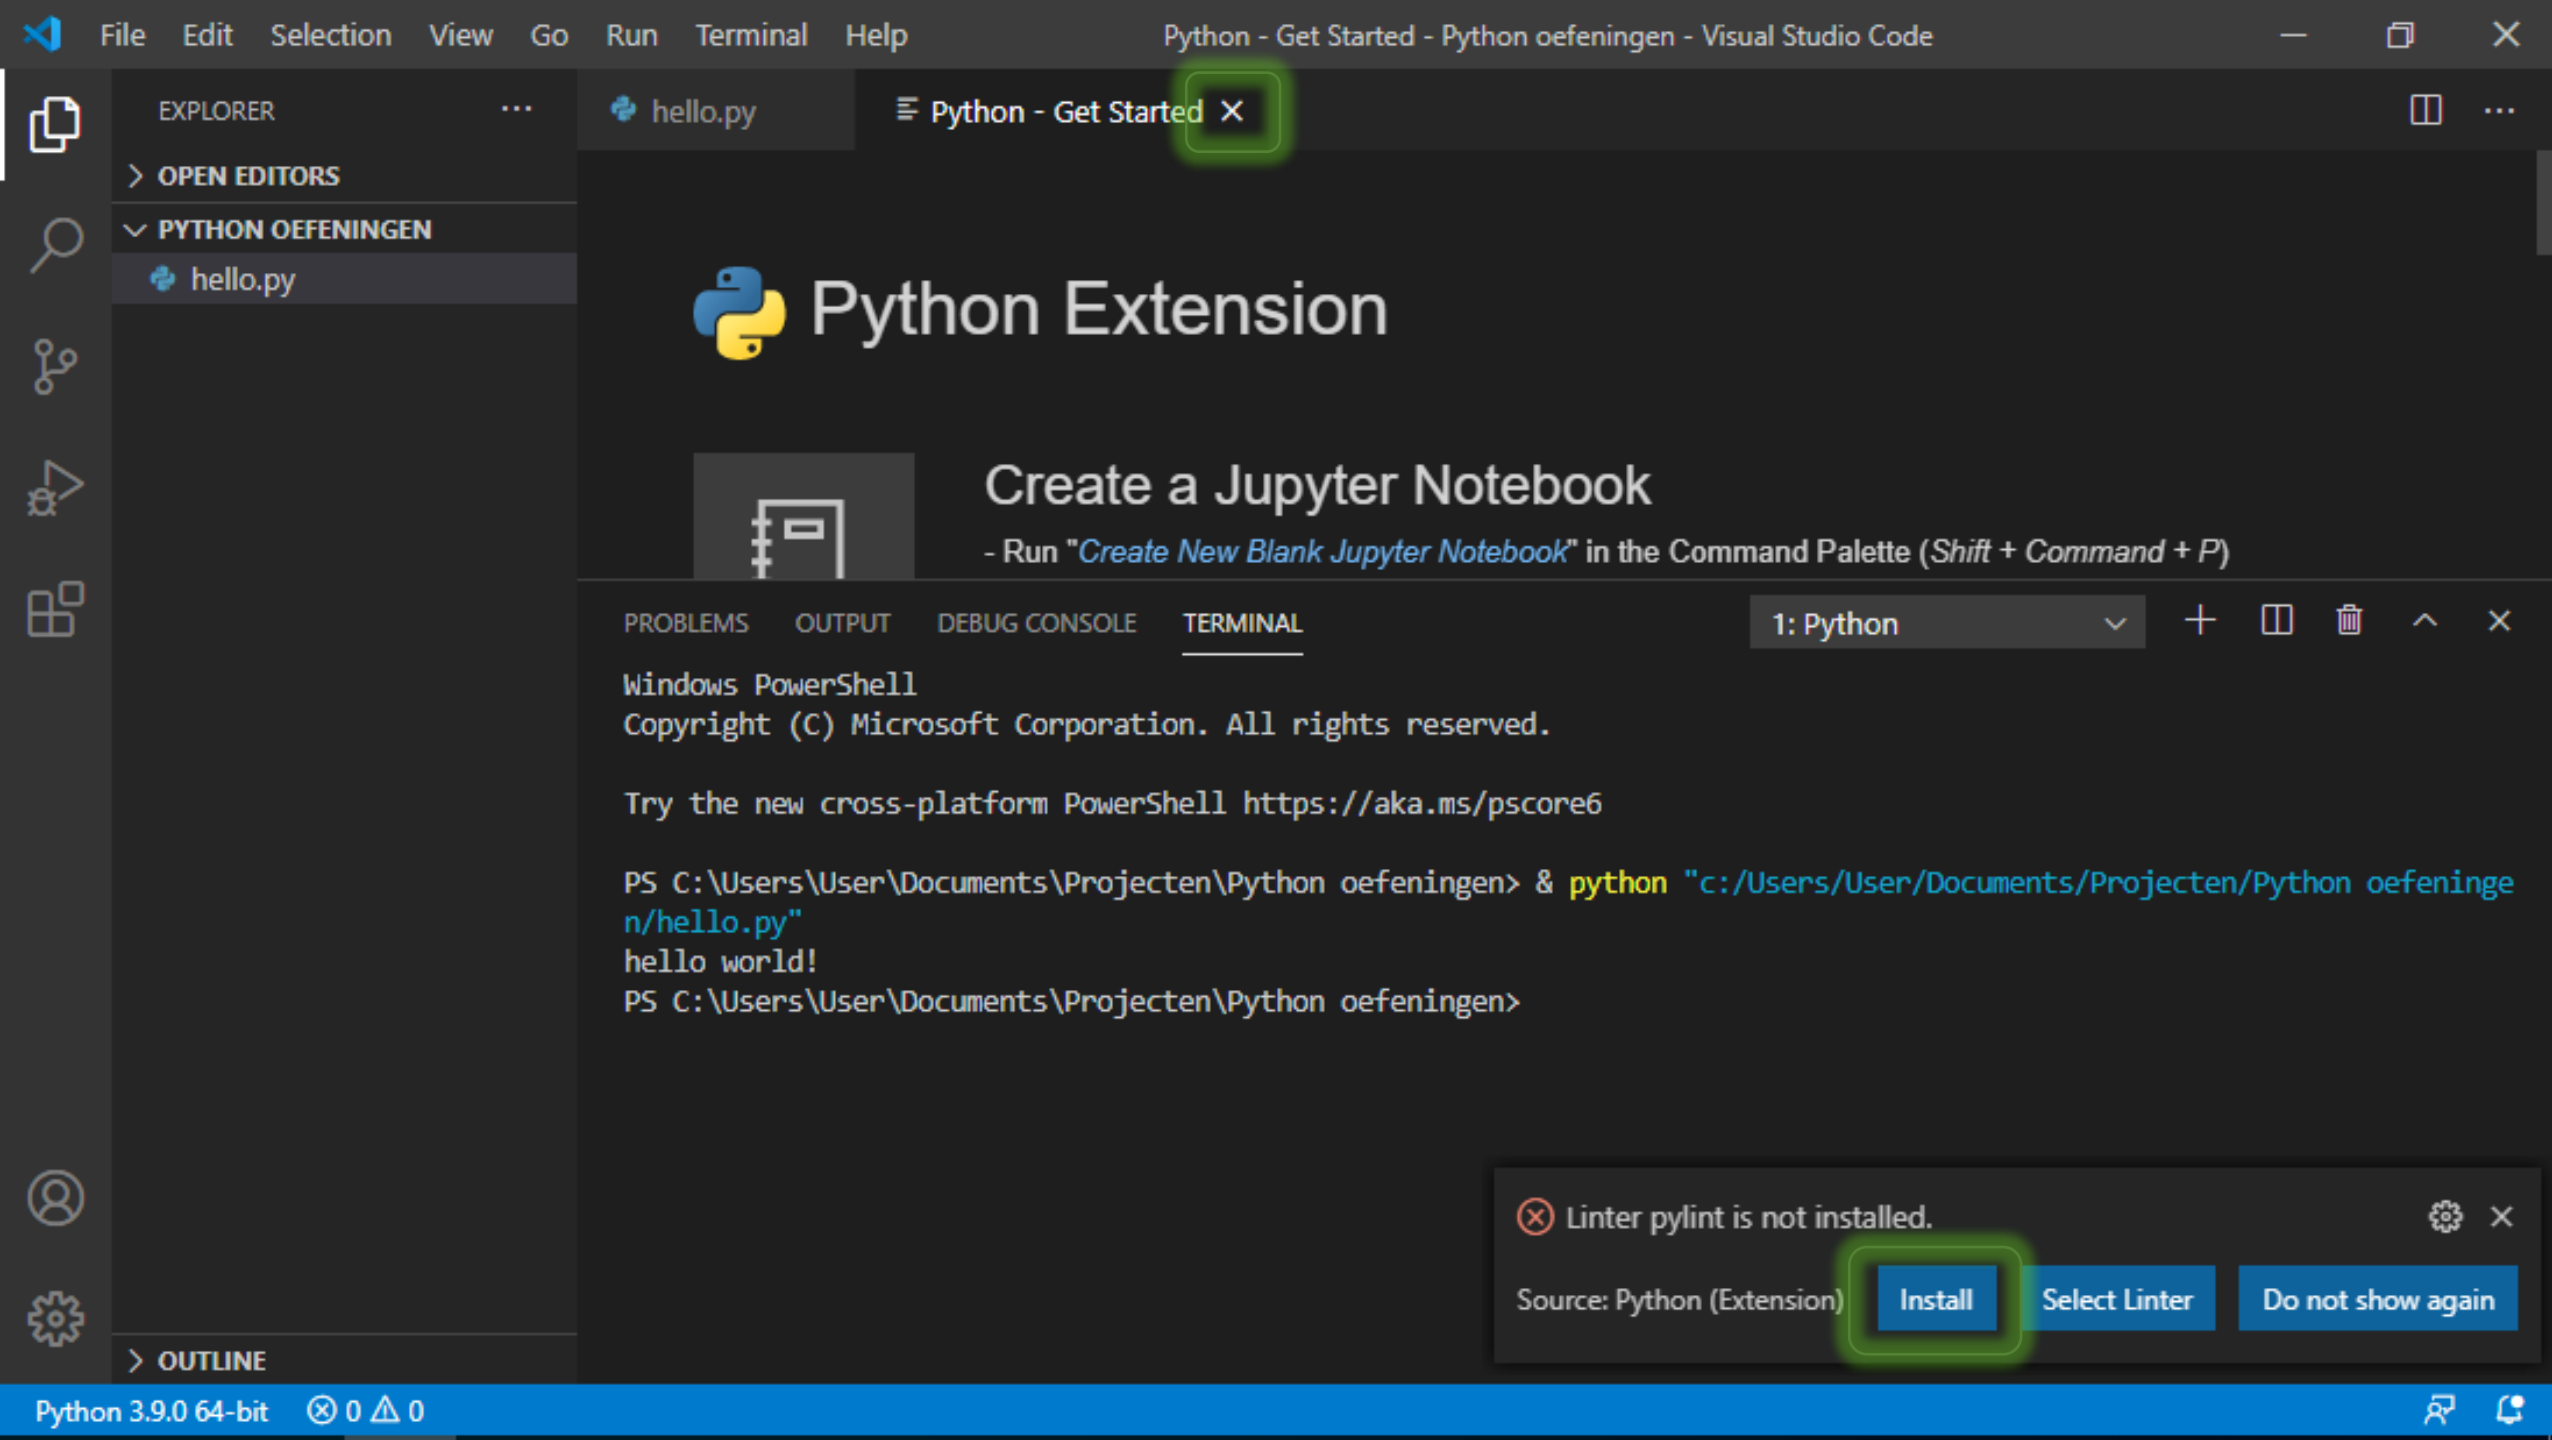 File Edit Selection View Go Run Terminal Help Python - Get Started - Python oefeningen - Visual Studio Code
EXPLORER
hello.py
Python - Get Started
OPEN EDITORS
PYTHON OEFENINGEN
hello.py
Python Extension
Create a Jupyter Notebook
- Run "Create New Blank Jupyter Notebook" in the Command Palette (Shift + Command + P)
PROBLEMS OUTPUT DEBUG CONSOLE TERMINAL 1: Python
Windows PowerShell
Copyright (C) Microsoft Corporation. All rights reserved.
Try the new cross-platform PowerShell https://aka.ms/pscore6
PS C:\Users\User\Documents\Projecten\Python oefeningen> & python "c:/Users/User/Documents/Projecten/Python oefeninge
n/hello.py"
hello world!
PS C:\Users\User\Documents\Projecten\Python oefeningen>
Linter pylint is not installed.
Source: Python (Extension) Install Select Linter Do not show again
OUTLINE
Python 3.9.0 64-bit 0 0